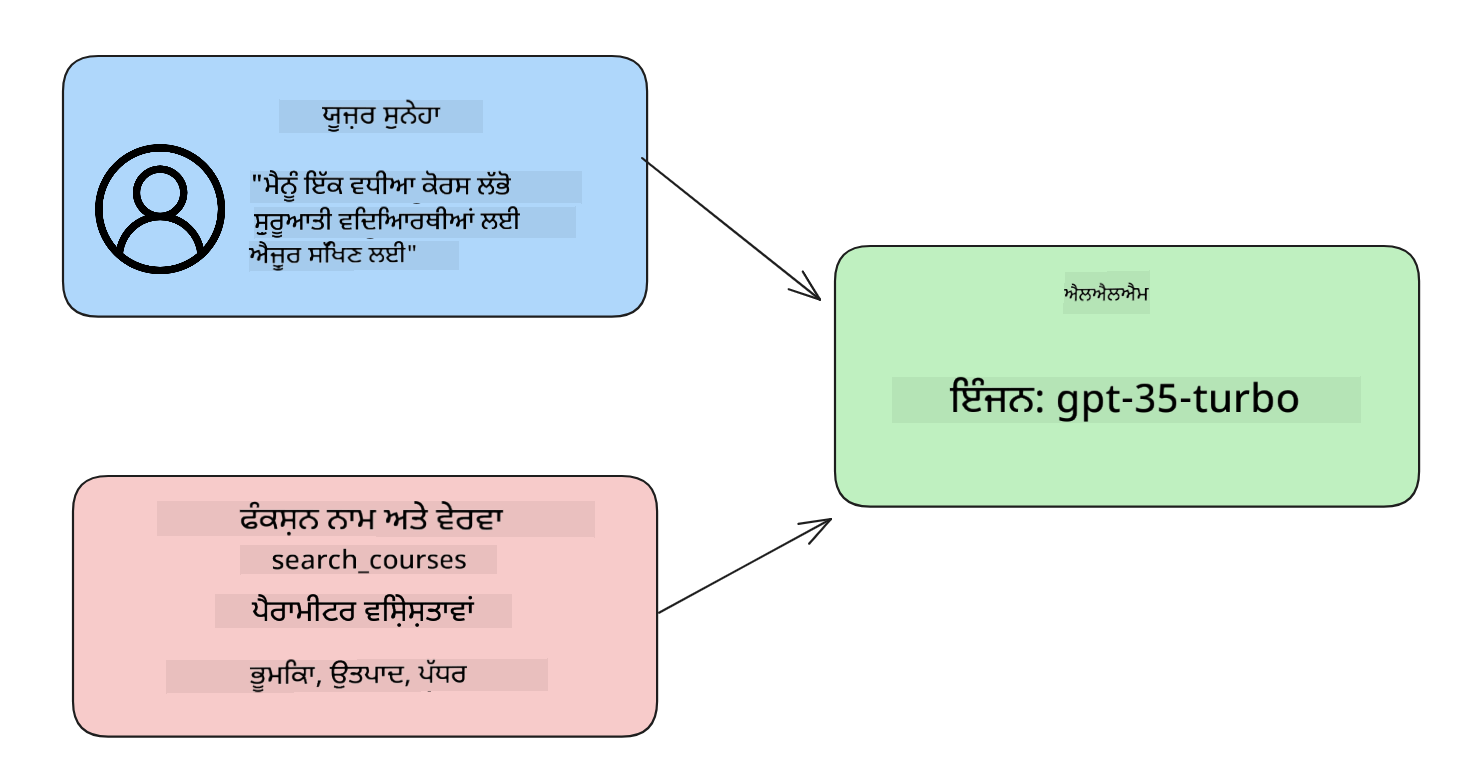 ਯੂਜ਼ਰ ਸੁਨੇਹਾ
"ਮੈਨੂੰ ਇੱਕ ਵਧੀਆ ਕੋਰਸ ਲੱਭੋ
ਸ਼ੁਰੂਆਤੀ ਵਿਦਿਆਰਥੀਆਂ ਲਈ
ਐਜੂਰ ਸਿੱਖਣ ਲਈ"
ਐਲਐਲਐਮ
ਇੰਜਨ: gpt-35-turbo
ਫੰਕਸ਼ਨ ਨਾਮ ਅਤੇ ਵੇਰਵਾ
search_courses
ਪੈਰਾਮੀਟਰ ਵਿਸ਼ੇਸ਼ਤਾਵਾਂ
ਭੂਮਿਕਾ, ਉਤਪਾਦ, ਪੱਧਰ